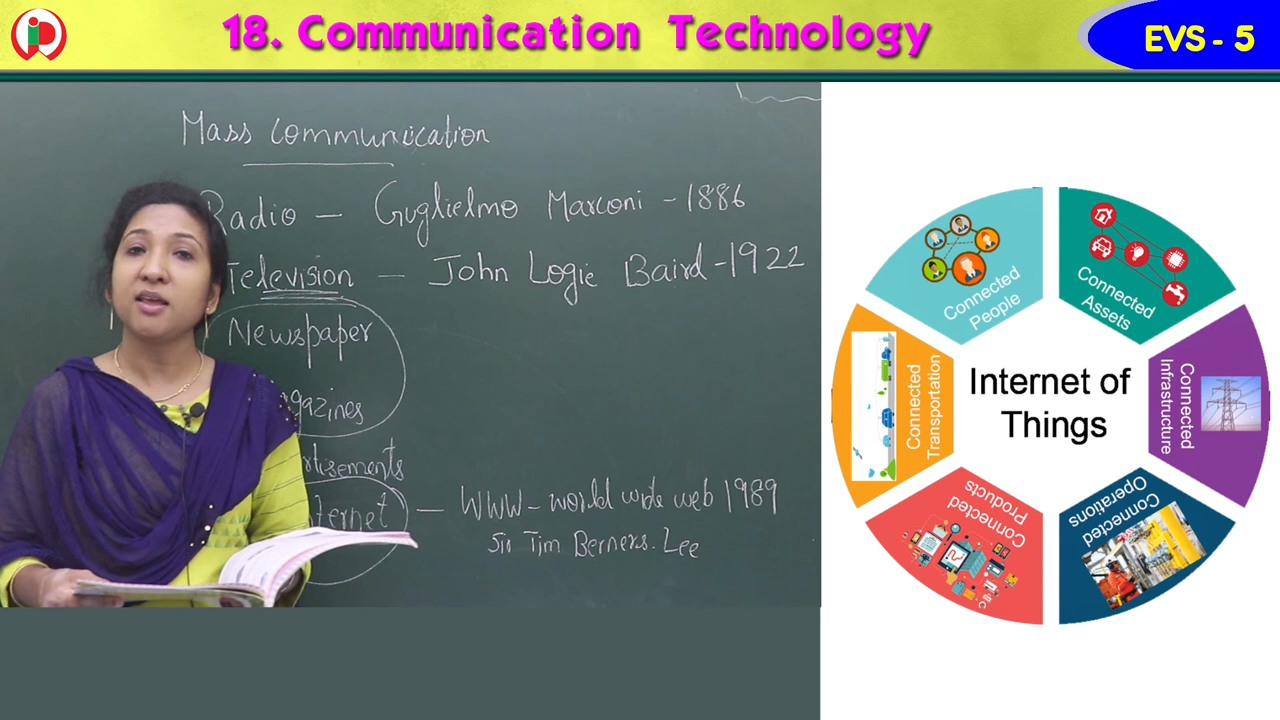 18. Communication Technology
EVS - 5
Mass Communication
Radio - Guglielmo Marconi - 1886
Television - John Logie Baird - 1922
Newspaper
gazines
rtisements
ternet - WWW - world wide web 1989
Sir Tim Berners. Lee
Connected People
Connected Assets
Connected Transportation
Internet of
Things
Connected Infrastructure
Connected Products
Connected Operations